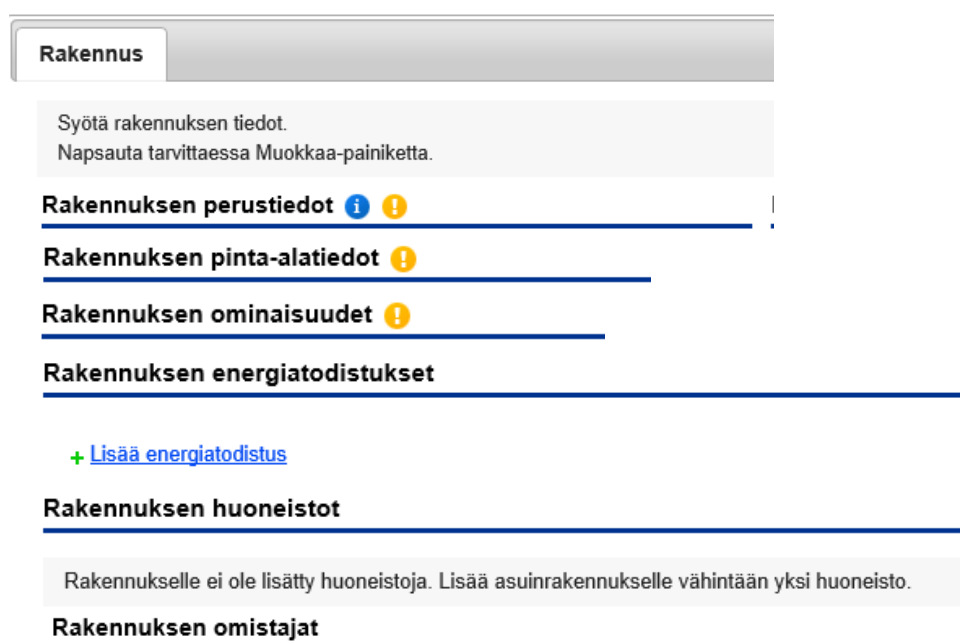 Rakennus
Syötä rakennuksen tiedot.
Napsauta tarvittaessa Muokkaa-painiketta.
Rakennuksen perustiedot
Rakennuksen pinta-alatiedot
Rakennuksen ominaisuudet
Rakennuksen energiatodistukset
+ Lisää energiatodistus
Rakennuksen huoneistot
Rakennukselle ei ole lisätty huoneistoja. Lisää asuinrakennukselle vähintään yksi huoneisto.
Rakennuksen omistajat